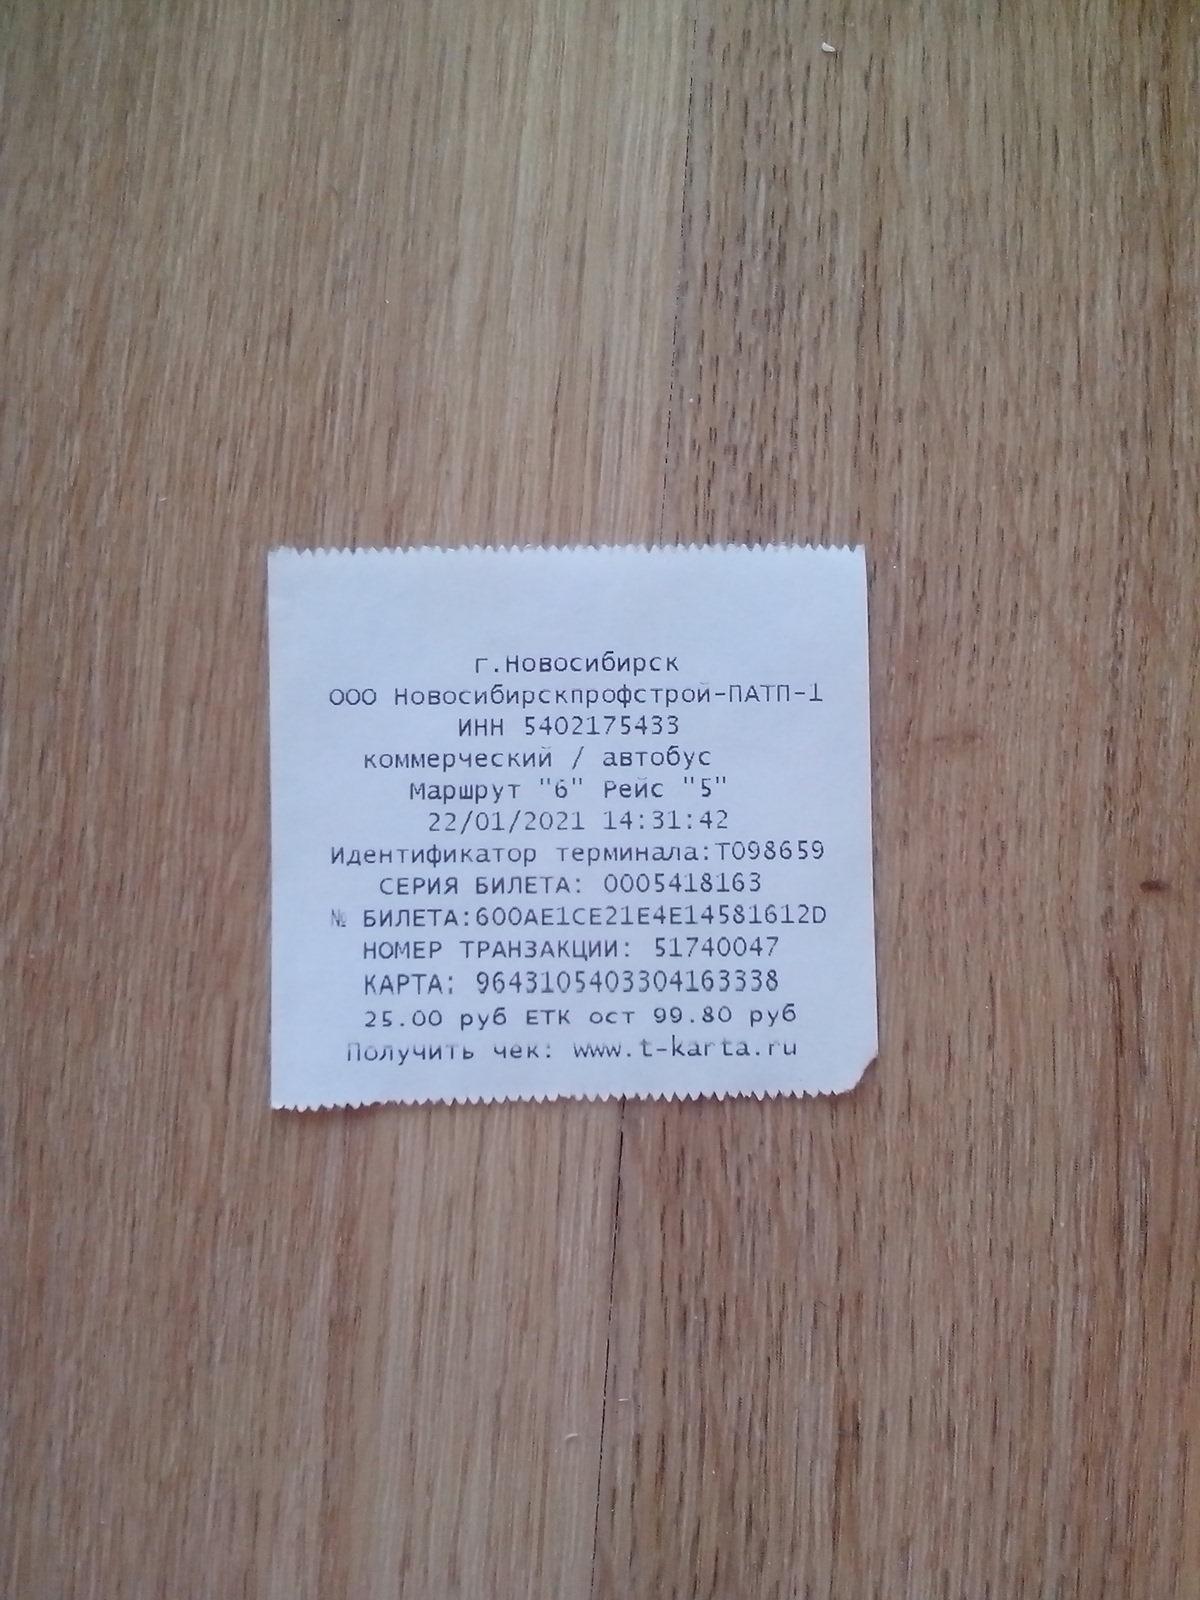 г.Новосибирск
ООО Новосибирскпрофстрой-ПАТП-1
ИНН 5402175433
коммерческий / автобус
Маршрут "6" Рейс "5"
22/01/2021 14:31:42
Идентификатор терминала:Т098659
СЕРИЯ БИЛЕТА: 0005418163
№ БИЛЕТА:600AE1CE21E4E14581612D
НОМЕР ТРАНЗАКЦИИ: 51740047
КАРТА: 9643105403304163338
25.00 руб ЕТК ост 99.80 руб
Получить чек: www.t-karta.ru